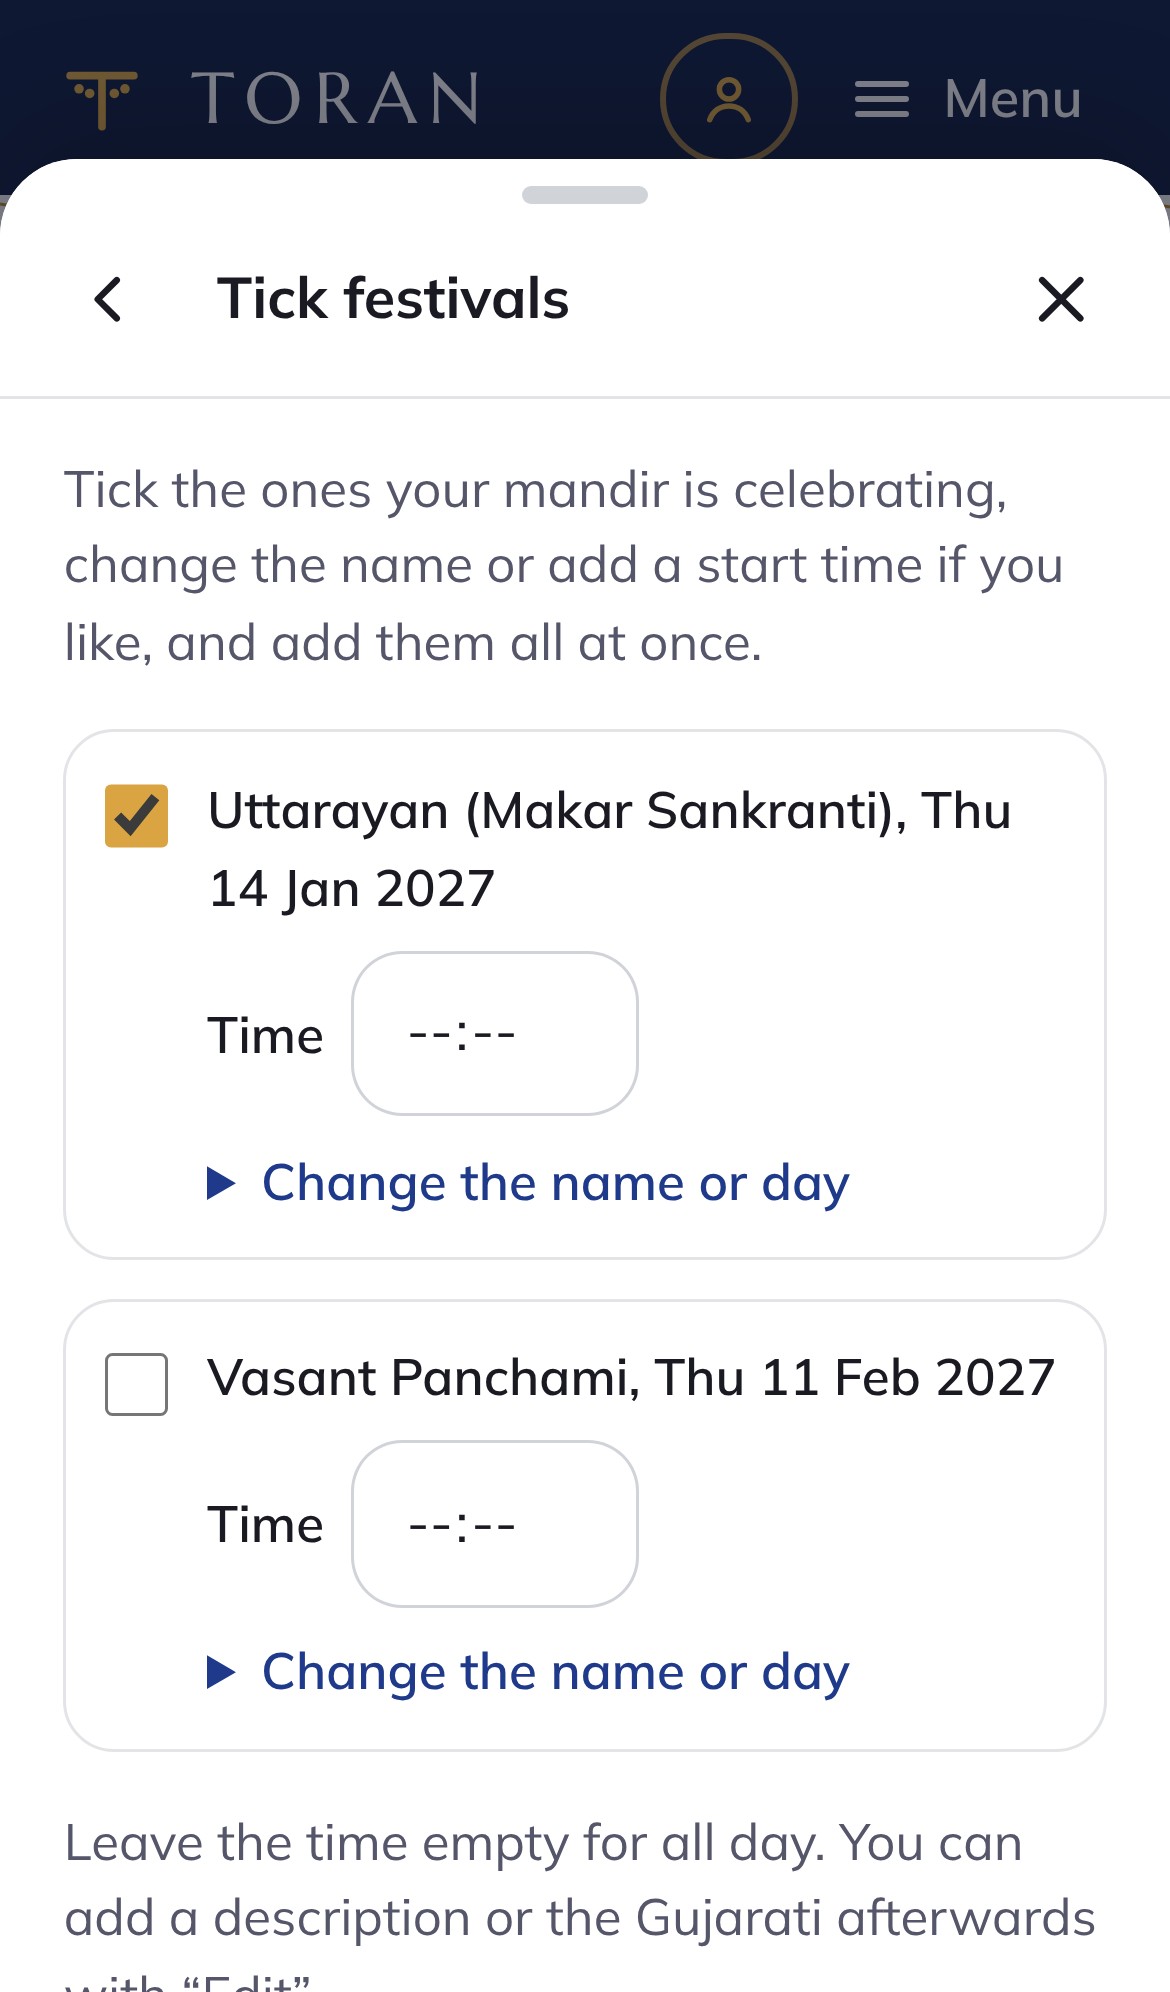 TORAN
Menu
Tick festivals
Tick the ones your mandir is celebrating,
change the name or add a start time if you
like, and add them all at once.
Uttarayan (Makar Sankranti), Thu
14 Jan 2027
Time --:--
Change the name or day
Vasant Panchami, Thu 11 Feb 2027
Time --:--
Change the name or day
Leave the time empty for all day. You can
add a description or the Gujarati afterwards
with “Edit”